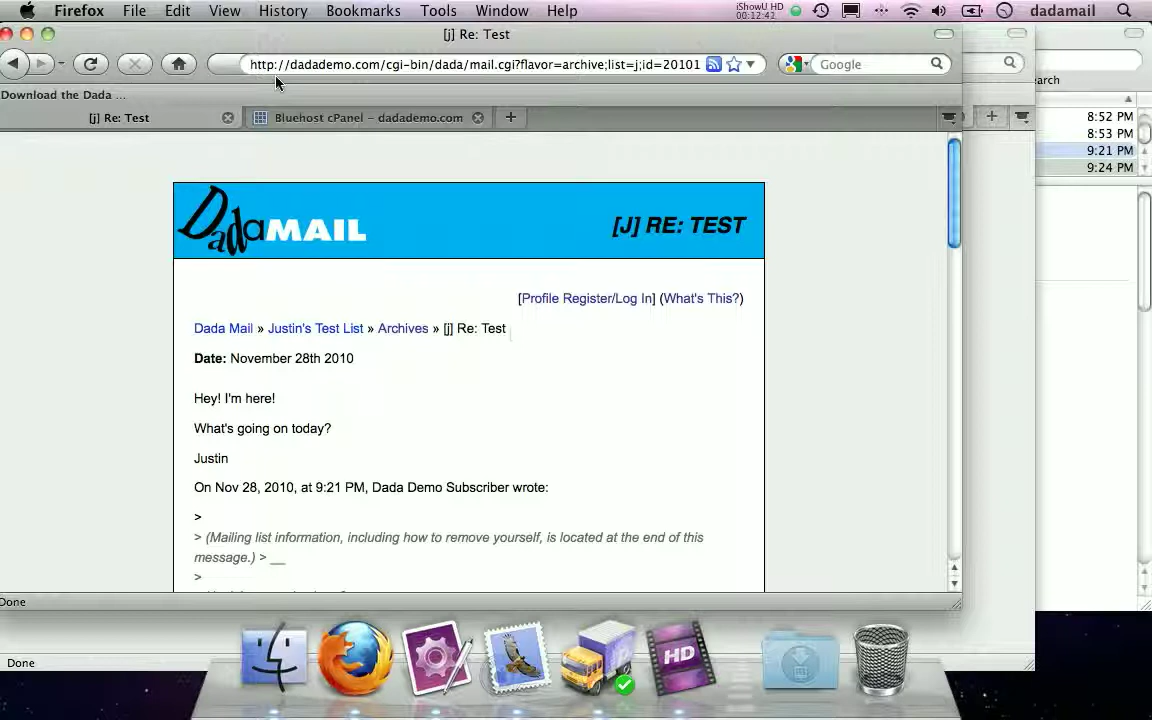 Firefox File Edit View History Bookmarks Tools Window Help iShowU HD 00:12:42 dadamail
[j] Re: Test
http://dadademo.com/cgi-bin/dada/mail.cgi?flavor=archive;list=j;id=20101 Google
earch
Download the Dada ...
[j] Re: Test Bluehost cPanel – dadademo.com
8:52 PM
8:53 PM
9:21 PM
9:24 PM
DadaMAIL [J] RE: TEST
[Profile Register/Log In] (What's This?)
Dada Mail » Justin's Test List » Archives » [j] Re: Test
Date: November 28th 2010
Hey! I'm here!
What's going on today?
Justin
On Nov 28, 2010, at 9:21 PM, Dada Demo Subscriber wrote:
>
> (Mailing list information, including how to remove yourself, is located at the end of this
message.) > __
>
Done
Done
HD